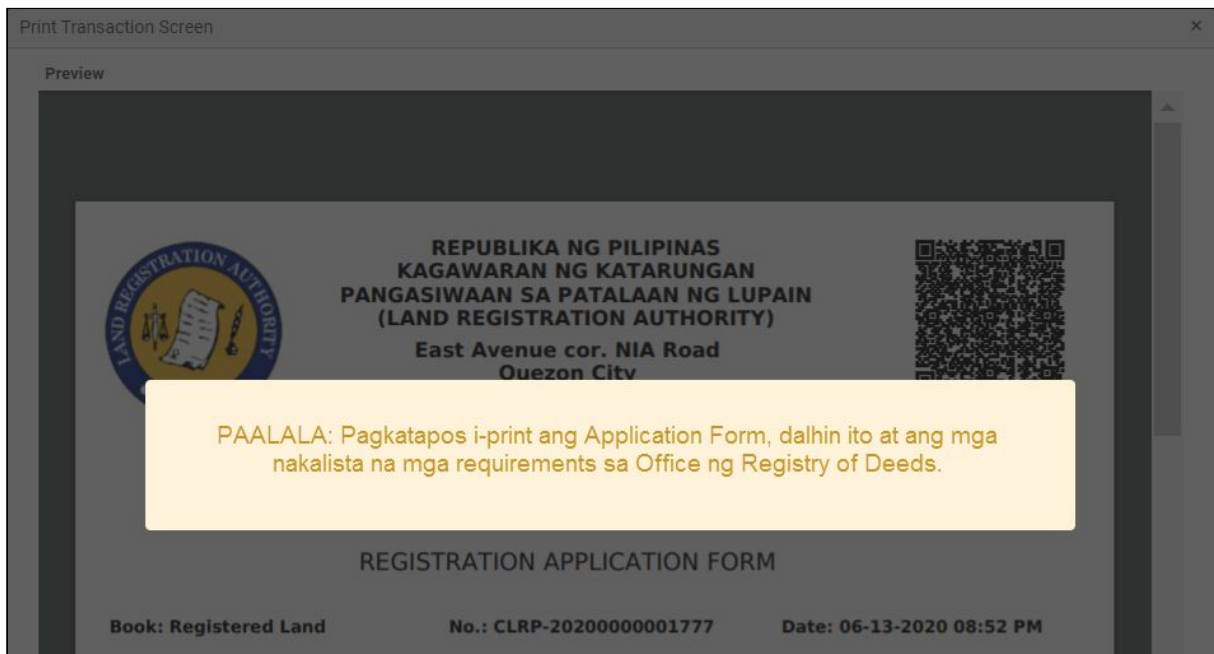 Print Transaction Screen ×
Preview
LAND REGISTRATION AUTHORITY
REPUBLIKA NG PILIPINAS
KAGAWARAN NG KATARUNGAN
PANGASIWAAN SA PATALAAN NG LUPAIN
(LAND REGISTRATION AUTHORITY)
East Avenue cor. NIA Road
Quezon City
PAALALA: Pagkatapos i-print ang Application Form, dalhin ito at ang mga
nakalista na mga requirements sa Office ng Registry of Deeds.
REGISTRATION APPLICATION FORM
Book: Registered Land No.: CLRP-20200000001777 Date: 06-13-2020 08:52 PM